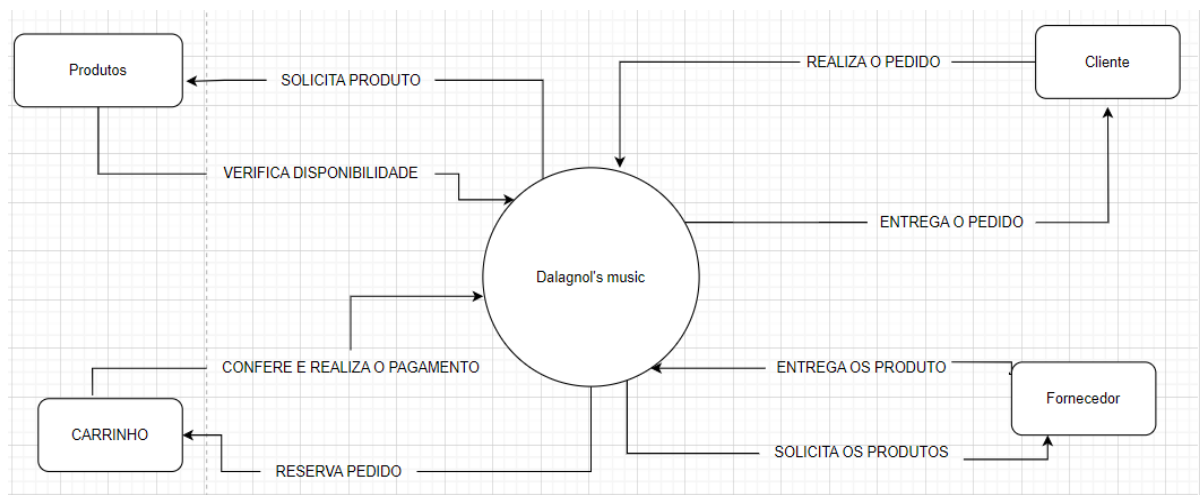 Produtos
SOLICITA PRODUTO
REALIZA O PEDIDO
Cliente
VERIFICA DISPONIBILIDADE
ENTREGA O PEDIDO
Dalagnol's music
CONFERE E REALIZA O PAGAMENTO
ENTREGA OS PRODUTO
Fornecedor
CARRINHO
SOLICITA OS PRODUTOS
RESERVA PEDIDO